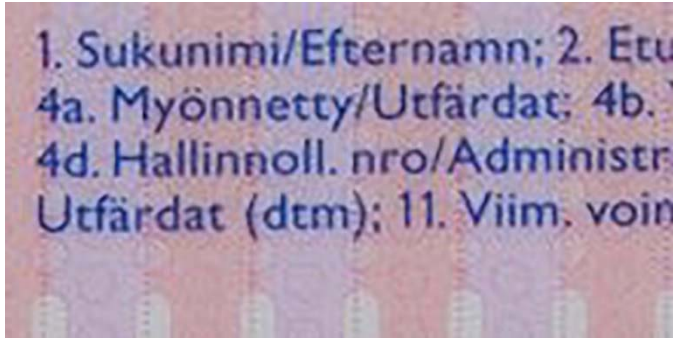 1. Sukunimi/Efternamn; 2. Etu
4a. Myönnetty/Utfärdat; 4b.
4d. Hallinnoll. nro/Administr
Utfärdat (dtm); 11. Viim. voin